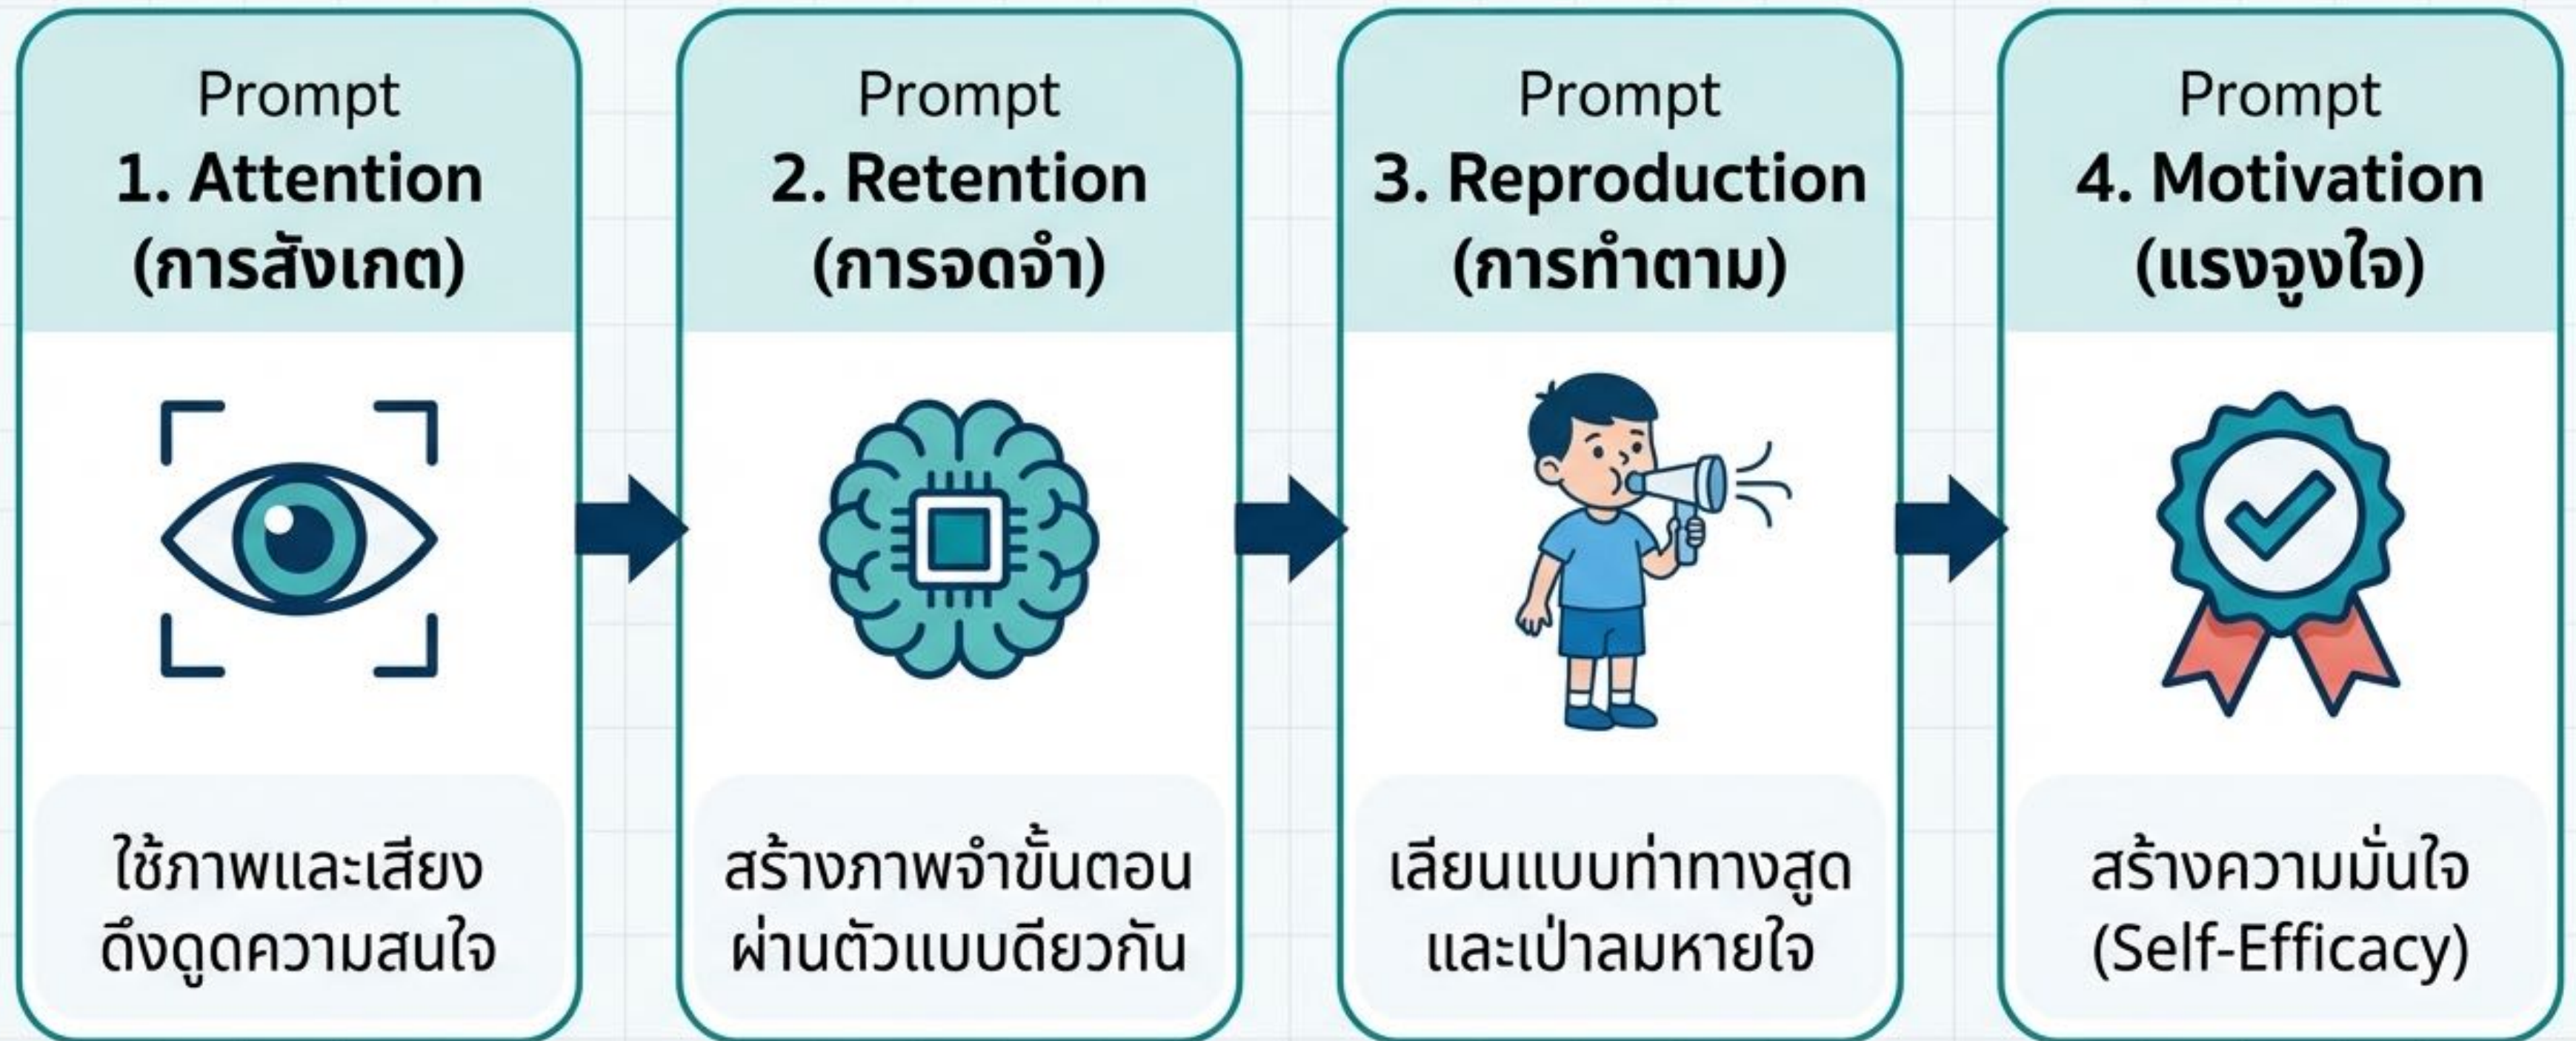 Prompt
1. Attention
(การสังเกต)
ใช้ภาพและเสียง
ดึงดูดความสนใจ
Prompt
2. Retention
(การจดจำ)
สร้างภาพจำขั้นตอน
ผ่านตัวแบบดียวกัน
Prompt
3. Reproduction
(การทำตาม)
เลียนแบบท่าทางสูด
และเป่าลมหายใจ
Prompt
4. Motivation
(แรงจูงใจ)
สร้างความมั่นใจ
(Self-Efficacy)